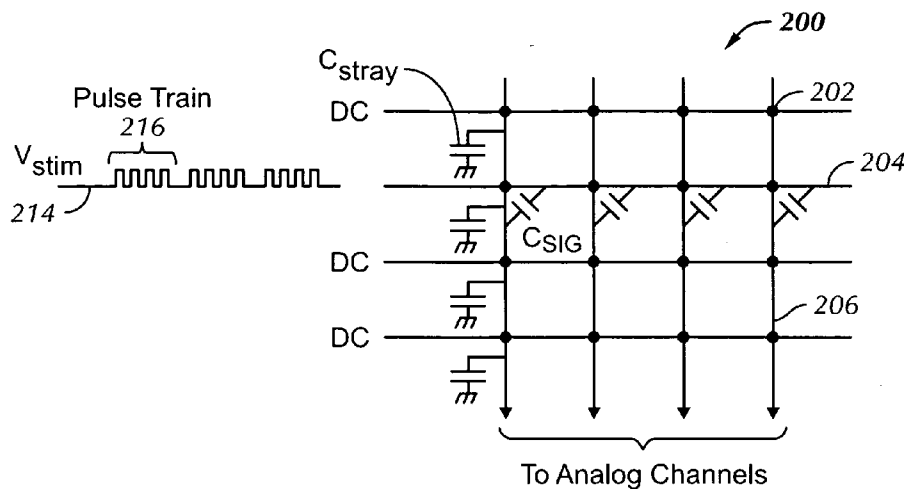 200
C_stray
Pulse Train
216
DC
202
V_stim
214
204
C_SIG
DC
206
DC
To Analog Channels